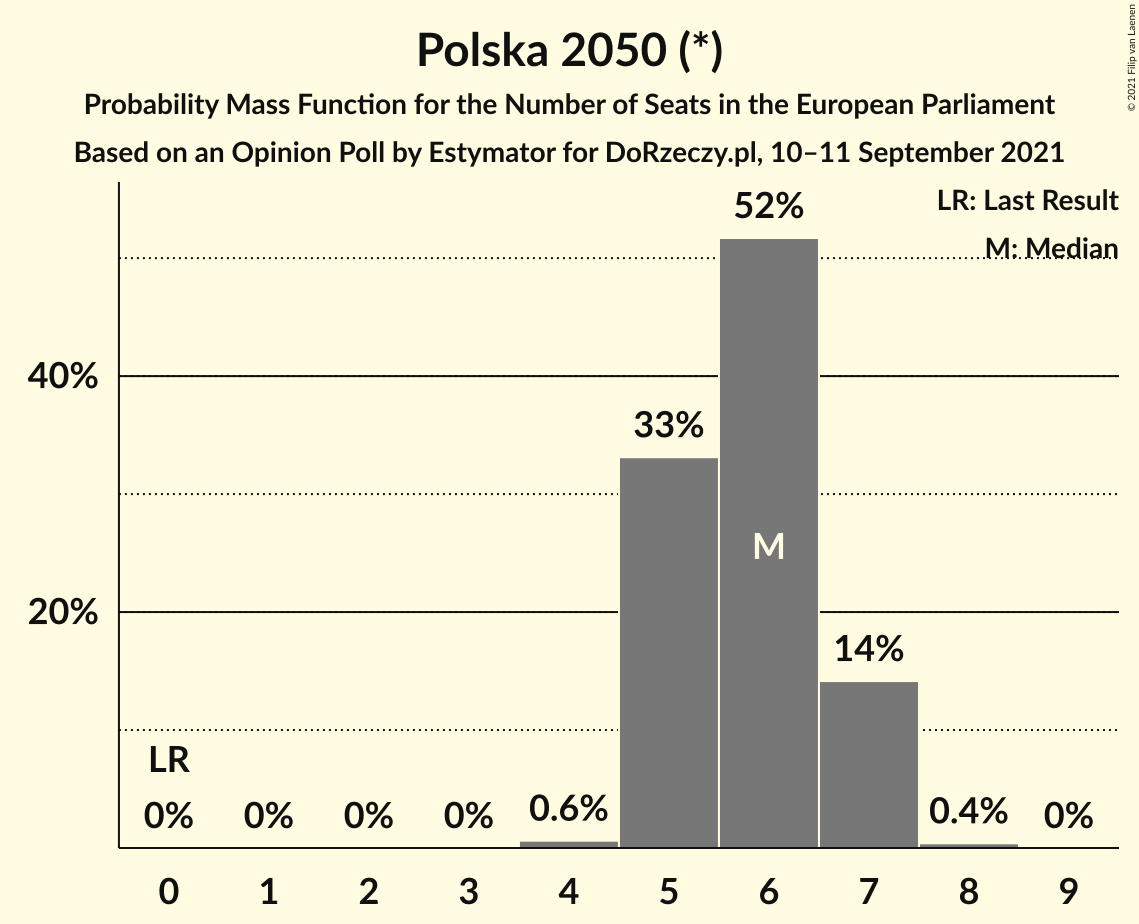 Polska 2050 (*)
Probability Mass Function for the Number of Seats in the European Parliament
Based on an Opinion Poll by Estymator for DoRzeczy.pl, 10–11 September 2021
© 2021 Filip van Laenen
LR: Last Result
M: Median
52%
40%
33%
M
20%
14%
LR
0%
0%
0%
0%
0.6%
0.4%
0%
0 1 2 3 4 5 6 7 8 9